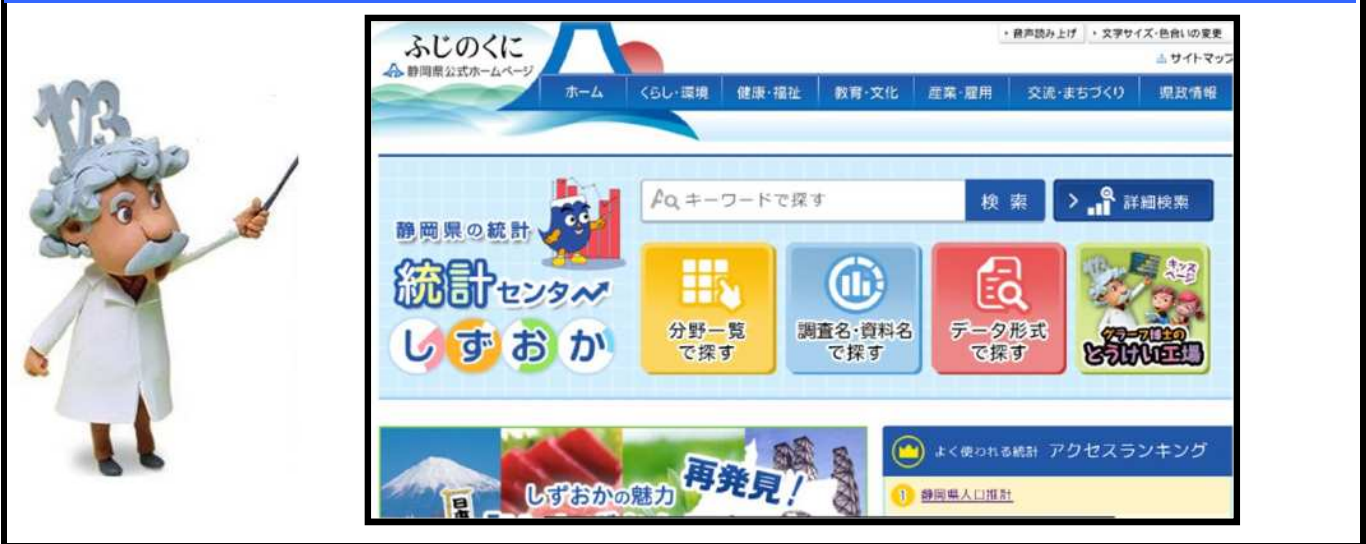 123
ふじのくに
静岡県公式ホームページ
音声読み上げ
文字サイズ・色合いの変更
サイトマップ
ホーム
くらし・環境
健康・福祉
教育・文化
産業・雇用
交流・まちづくり
県政情報
静岡県の統計
統計センター
しずおか
キーワードで探す
検索
詳細検索
分野一覧
で探す
調査名・資料名
で探す
データ形式
で探す
キッズ
ページ
グラーフ博士の
とうけい工場
しずおかの魅力
再発見!
よく使われる統計 アクセスランキング
1 静岡県人口推計